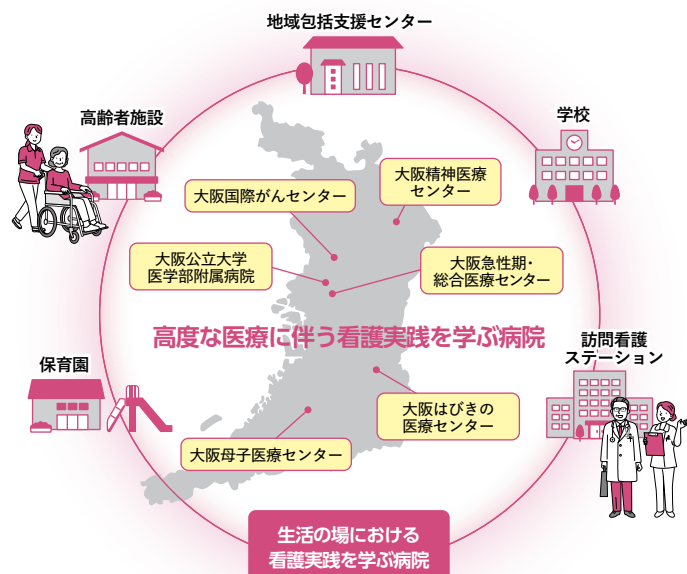 地域包括支援センター
高齢者施設
学校
大阪精神医療
センター
大阪国際がんセンター
大阪公立大学
医学部附属病院
大阪急性期・
総合医療センター
高度な医療に伴う看護実践を学ぶ病院
保育園
訪問看護
ステーション
大阪はびきの
医療センター
大阪母子医療センター
生活の場における
看護実践を学ぶ病院